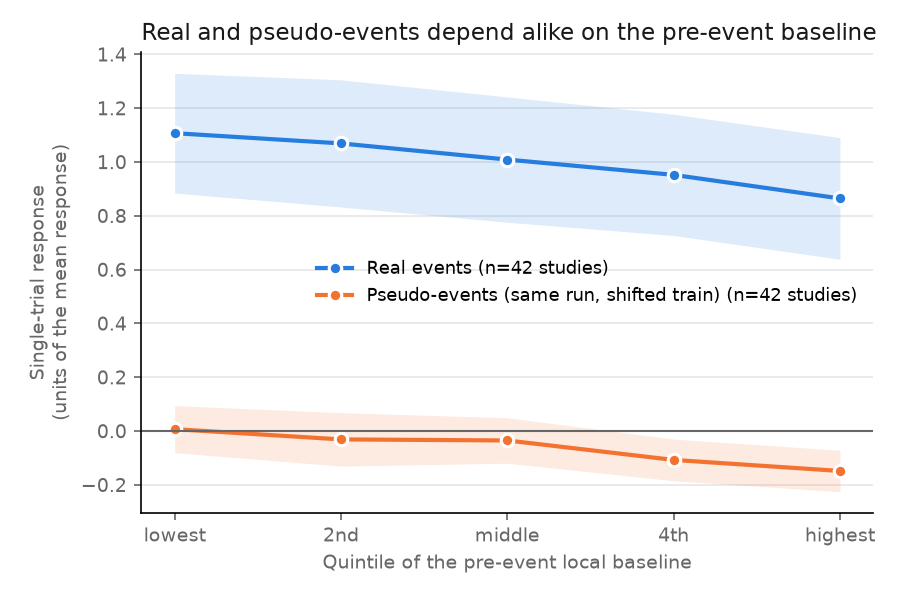 Real and pseudo-events depend alike on the pre-event baseline
Single-trial response
(units of the mean response)
1.4
1.2
1.0
0.8
0.6
0.4
0.2
0.0
−0.2
Real events (n=42 studies)
Pseudo-events (same run, shifted train) (n=42 studies)
lowest
2nd
middle
4th
highest
Quintile of the pre-event local baseline